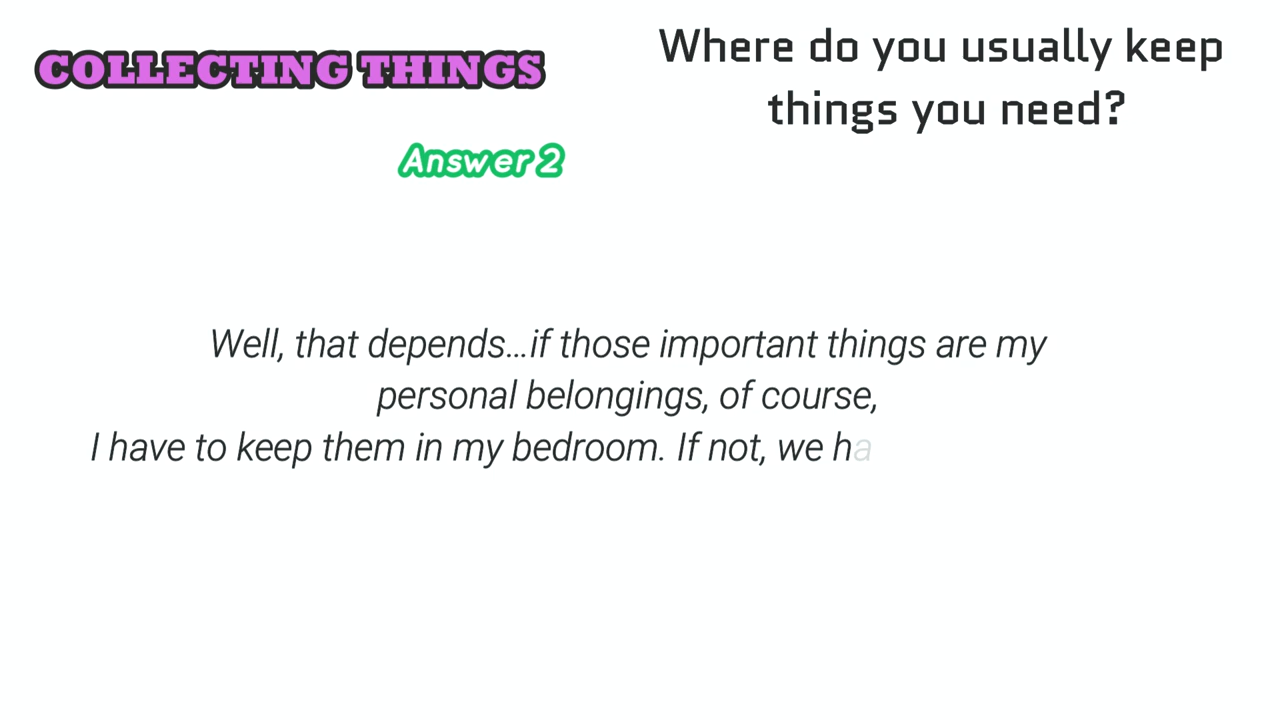 COLLECTING THINGS
Where do you usually keep
things you need?
Answer 2
Well, that depends...if those important things are my
personal belongings, of course,
I have to keep them in my bedroom. If not, we ha